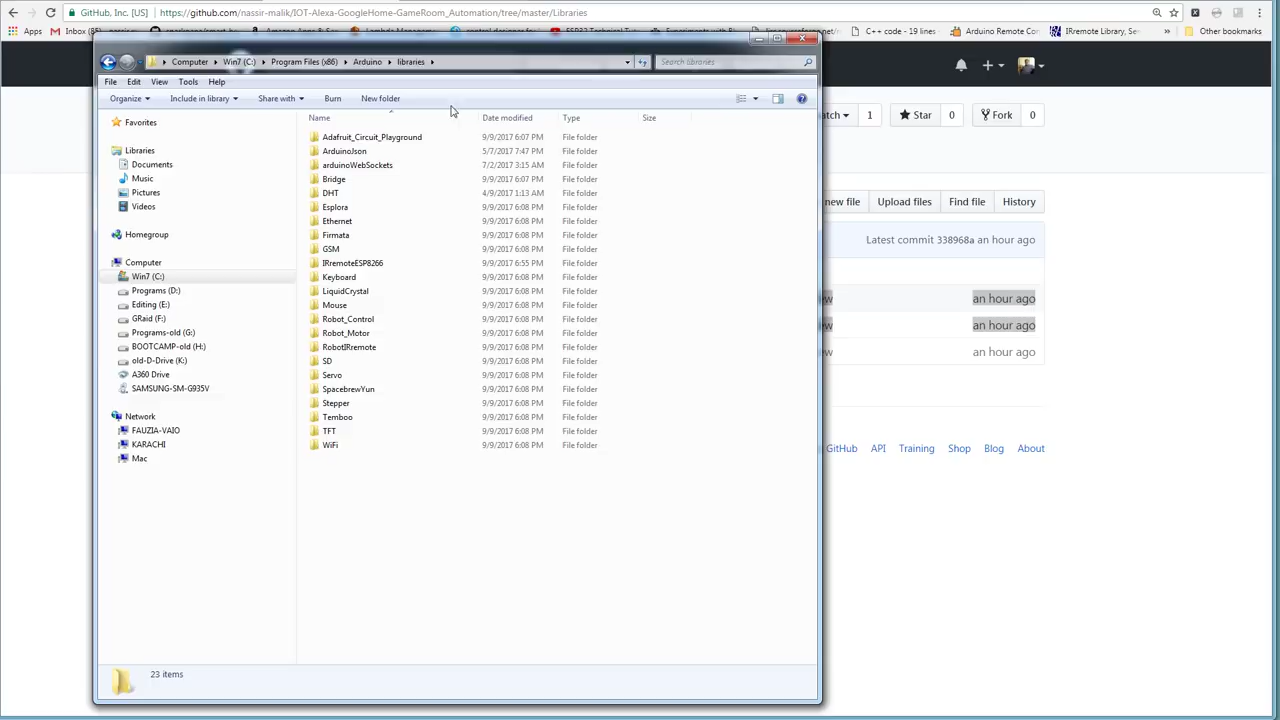 GitHub, Inc. [US] https://github.com/nassir-malik/IOT-Alexa-GoogleHome-GameRoom_Automation/tree/master/Libraries
Apps
C++ code - 19 lines
Arduino Remote Con
IRremote Library, Se
Other bookmarks
Computer Win7 (C:) Program Files (x86) Arduino libraries
Search libraries
File Edit View Tools Help
Organize Include in library Share with Burn New folder
Name Date modified Type Size
Favorites
Libraries
Documents
Music
Pictures
Videos
Homegroup
Computer
Win7 (C:)
Programs (D:)
Editing (E:)
GRaid (F:)
Programs-old (G:)
BOOTCAMP-old (H:)
old-D-Drive (K:)
A360 Drive
SAMSUNG-SM-G935V
Network
FAUZIA-VAIO
KARACHI
Mac
Adafruit_Circuit_Playground 9/9/2017 6:07 PM File folder
ArduinoJson 5/7/2017 7:47 PM File folder
arduinoWebSockets 7/2/2017 3:15 AM File folder
Bridge 9/9/2017 6:07 PM File folder
DHT 4/9/2017 1:13 AM File folder
Esplora 9/9/2017 6:08 PM File folder
Ethernet 9/9/2017 6:08 PM File folder
Firmata 9/9/2017 6:08 PM File folder
GSM 9/9/2017 6:08 PM File folder
IRremoteESP8266 9/9/2017 6:55 PM File folder
Keyboard 9/9/2017 6:08 PM File folder
LiquidCrystal 9/9/2017 6:08 PM File folder
Mouse 9/9/2017 6:08 PM File folder
Robot_Control 9/9/2017 6:08 PM File folder
Robot_Motor 9/9/2017 6:08 PM File folder
RobotIRremote 9/9/2017 6:08 PM File folder
SD 9/9/2017 6:08 PM File folder
Servo 9/9/2017 6:08 PM File folder
SpacebrewYun 9/9/2017 6:08 PM File folder
Stepper 9/9/2017 6:08 PM File folder
Temboo 9/9/2017 6:08 PM File folder
TFT 9/9/2017 6:08 PM File folder
WiFi 9/9/2017 6:08 PM File folder
23 items
atch 1 Star 0 Fork 0
new file Upload files Find file History
Latest commit 338968a an hour ago
ew an hour ago
ew an hour ago
an hour ago
GitHub API Training Shop Blog About